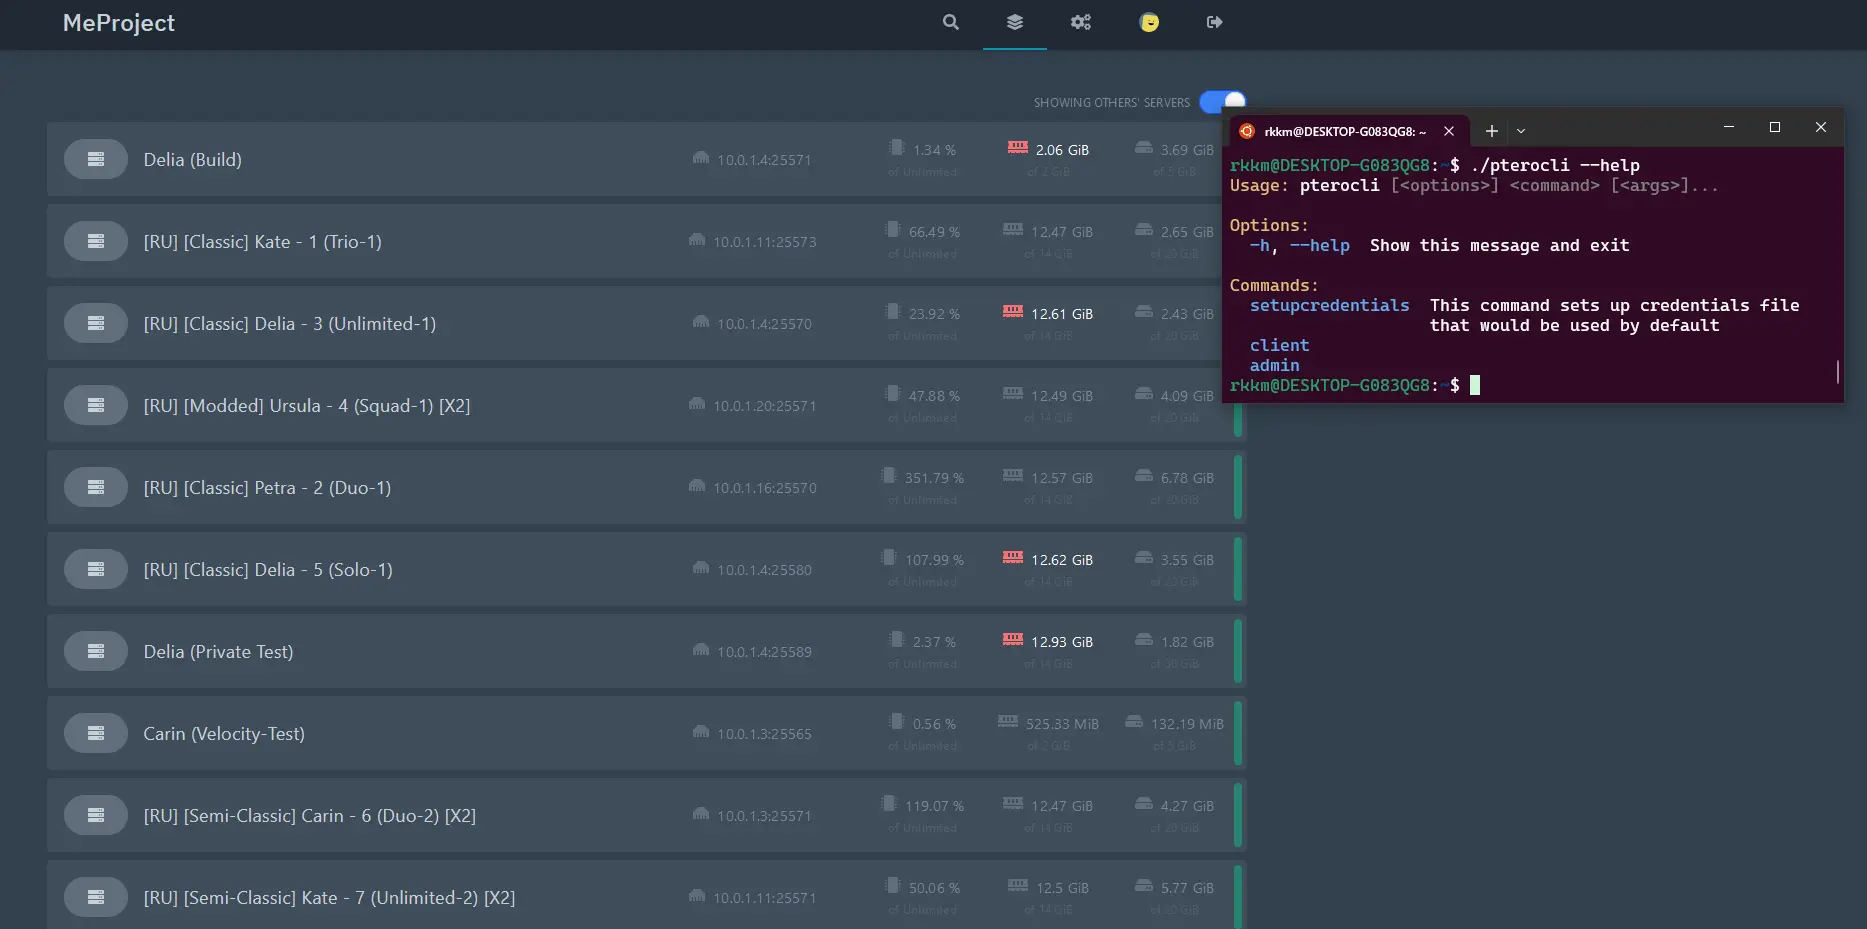 MeProject
SHOWING OTHERS' SERVERS
Delia (Build)
10.0.1.4:25571
1.34 %
of Unlimited
2.06 GiB
of 2 GiB
3.69 GiB
of 5 GiB
[RU] [Classic] Kate - 1 (Trio-1)
10.0.1.11:25573
66.49 %
of Unlimited
12.47 GiB
of 14 GiB
2.65 GiB
of 20 GiB
[RU] [Classic] Delia - 3 (Unlimited-1)
10.0.1.4:25570
23.92 %
of Unlimited
12.61 GiB
of 14 GiB
2.43 GiB
of 20 GiB
[RU] [Modded] Ursula - 4 (Squad-1) [X2]
10.0.1.20:25571
47.88 %
of Unlimited
12.49 GiB
of 14 GiB
4.09 GiB
of 20 GiB
[RU] [Classic] Petra - 2 (Duo-1)
10.0.1.16:25570
351.79 %
of Unlimited
12.57 GiB
of 14 GiB
6.78 GiB
of GiB
[RU] [Classic] Delia - 5 (Solo-1)
10.0.1.4:25580
107.99 %
of Unlimited
12.62 GiB
of 14 GiB
3.55 GiB
of 20 GiB
Delia (Private Test)
10.0.1.4:25589
2.37 %
of Unlimited
12.93 GiB
of 14 GiB
1.82 GiB
of GiB
Carin (Velocity-Test)
10.0.1.3:25565
0.56 %
of Unlimited
525.33 MiB
of 2 GiB
132.19 MiB
of 5 GiB
[RU] [Semi-Classic] Carin - 6 (Duo-2) [X2]
10.0.1.3:25571
119.07 %
of Unlimited
12.47 GiB
of 14 GiB
4.27 GiB
of 20 GiB
[RU] [Semi-Classic] Kate - 7 (Unlimited-2) [X2]
10.0.1.11:25571
50.06 %
of Unlimited
12.5 GiB
of 14 GiB
5.77 GiB
of 20 GiB
rkkm@DESKTOP-G083QG8: ~
rkkm@DESKTOP-G083QG8:~$ ./pterocli --help
Usage: pterocli [<options>] <command> [<args>]...
Options:
-h, --help  Show this message and exit
Commands:
setupcredentials  This command sets up credentials file
that would be used by default
client
admin
rkkm@DESKTOP-G083QG8:~$